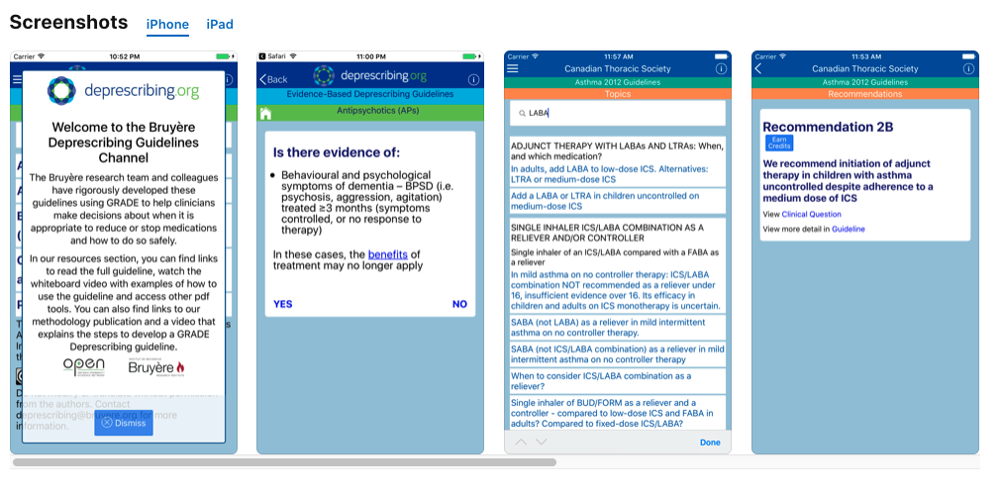 Screenshots iPhone iPad
Carrier 10:52 PM
deprescribing.org
Welcome to the Bruyère
Deprescribing Guidelines
Channel
The Bruyère research team and colleagues
have rigorously developed these
guidelines using GRADE to help clinicians
make decisions about when it is
appropriate to reduce or stop medications
and how to do so safely.
In our resources section, you can find links
to read the full guideline, watch the
whiteboard video with examples of how to
use the guideline and access other pdf
tools. You can also find links to our
methodology publication and a video that
explains the steps to develop a GRADE
Deprescribing guideline.
open Bruyère
from the authors. Contact
deprescribing@bruyere.org for more
information.
Dismiss
Safari 11:00 PM
Back deprescribing.org
Evidence-Based Deprescribing Guidelines
Antipsychotics (APs)
Is there evidence of:
• Behavioural and psychological
symptoms of dementia – BPSD (i.e.
psychosis, aggression, agitation)
treated ≥3 months (symptoms
controlled, or no response to
therapy)
In these cases, the benefits of
treatment may no longer apply
YES NO
Carrier 11:57 AM
Canadian Thoracic Society
Asthma 2012 Guidelines
Topics
LABA
ADJUNCT THERAPY WITH LABAs AND LTRAs: When,
and which medication?
In adults, add LABA to low-dose ICS. Alternatives:
LTRA or medium-dose ICS
Add a LABA or LTRA in children uncontrolled on
medium-dose ICS
SINGLE INHALER ICS/LABA COMBINATION AS A
RELIEVER AND/OR CONTROLLER
Single inhaler of an ICS/LABA compared with a FABA as
a reliever
In mild asthma on no controller therapy: ICS/LABA
combination NOT recommended as a reliever under
16, insufficient evidence over 16. Its efficacy in
children and adults on ICS monotherapy is uncertain.
SABA (not LABA) as a reliever in mild intermittent
asthma on no controller therapy.
SABA (not ICS/LABA combination) as a reliever in mild
intermittent asthma on no controller therapy
When to consider ICS/LABA combination as a
reliever?
Single inhaler of BUD/FORM as a reliever and a
controller - compared to low-dose ICS and FABA in
adults? Compared to fixed-dose ICS/LABA?
Done
Carrier 11:53 AM
Canadian Thoracic Society
Asthma 2012 Guidelines
Recommendations
Recommendation 2B
Earn
Credits
We recommend initiation of adjunct
therapy in children with asthma
uncontrolled despite adherence to a
medium dose of ICS
View Clinical Question
View more detail in Guideline